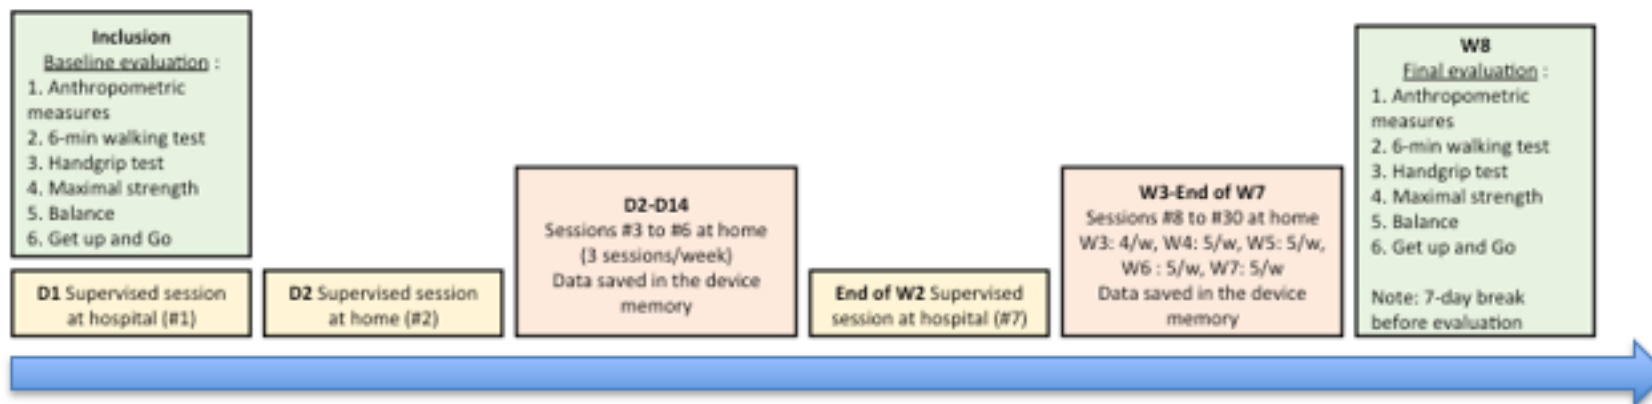 Inclusion
Baseline evaluation :
1. Anthropometric
measures
2. 6-min walking test
3. Handgrip test
4. Maximal strength
5. Balance
6. Get up and Go
D1 Supervised session
at hospital (#1)
D2 Supervised session
at home (#2)
D2-D14
Sessions #3 to #6 at home
(3 sessions/week)
Data saved in the device
memory
End of W2 Supervised
session at hospital (#7)
W3-End of W7
Sessions #8 to #30 at home
W3: 4/w, W4: 5/w, W5: 5/w,
W6 : 5/w, W7: 5/w
Data saved in the device
memory
W8
Final evaluation :
1. Anthropometric
measures
2. 6-min walking test
3. Handgrip test
4. Maximal strength
5. Balance
6. Get up and Go
Note: 7-day break
before evaluation